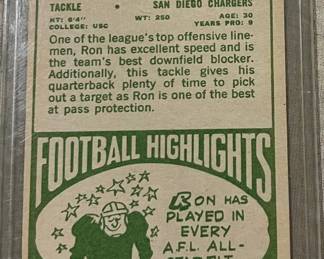 TACKLE • SAN DIEGO CHARGERS
HT: 6'4" WT: 250 AGE: 30
COLLEGE: USC YEARS PRO: 9
One of the league's top offensive line-
men, Ron has excellent speed and is
the team's best downfield blocker.
Additionally, this tackle gives his
quarterback plenty of time to pick
out a target as Ron is one of the best
at pass protection.
FOOTBALL HIGHLIGHTS
RON HAS
PLAYED IN
EVERY
A.F.L. ALL-